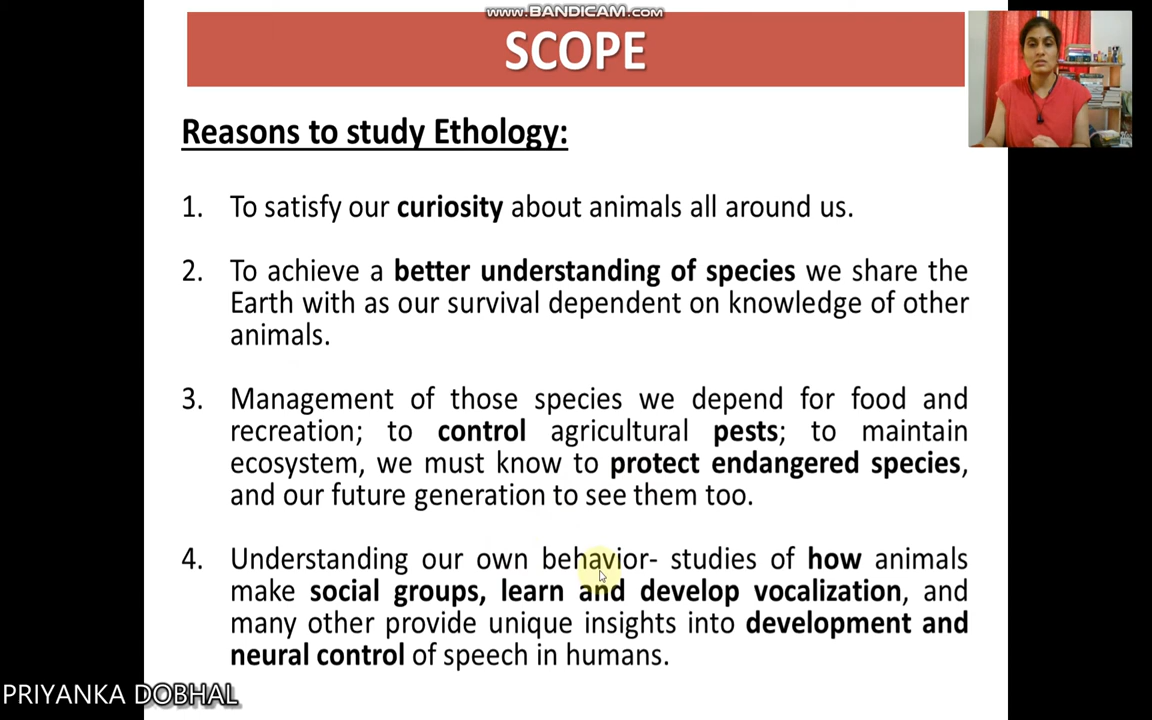 www.BANDICAM.com
SCOPE
Reasons to study Ethology:
1. To satisfy our curiosity about animals all around us.
2. To achieve a better understanding of species we share the
Earth with as our survival dependent on knowledge of other
animals.
3. Management of those species we depend for food and
recreation; to control agricultural pests; to maintain
ecosystem, we must know to protect endangered species,
and our future generation to see them too.
4. Understanding our own behavior- studies of how animals
make social groups, learn and develop vocalization, and
many other provide unique insights into development and
neural control of speech in humans.
PRIYANKA DOBHAL